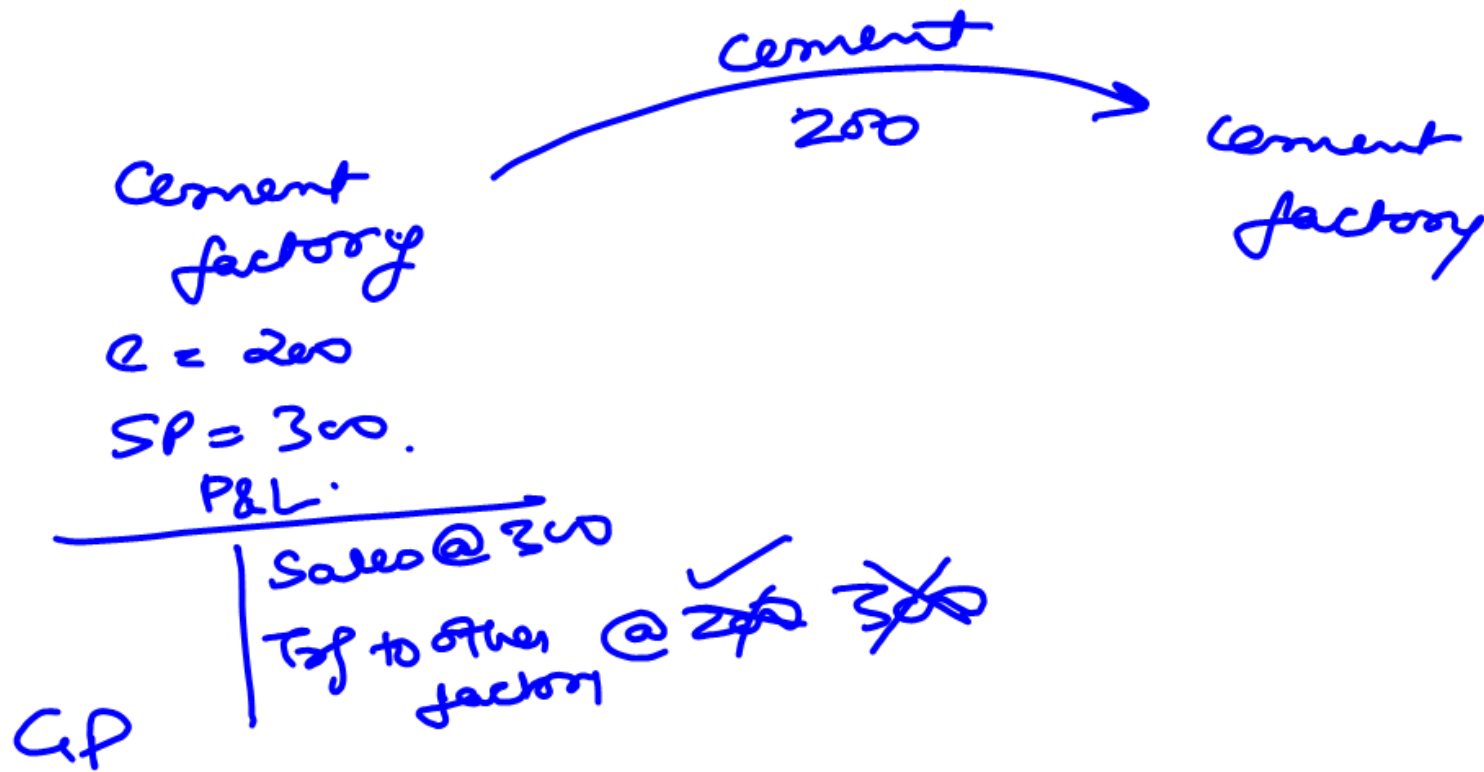 cement
200
Cement
factory
cement
factory
C = 200
SP = 300.
P&L.
Sales @ 300
Trf to other @ 200 300
factory
GP